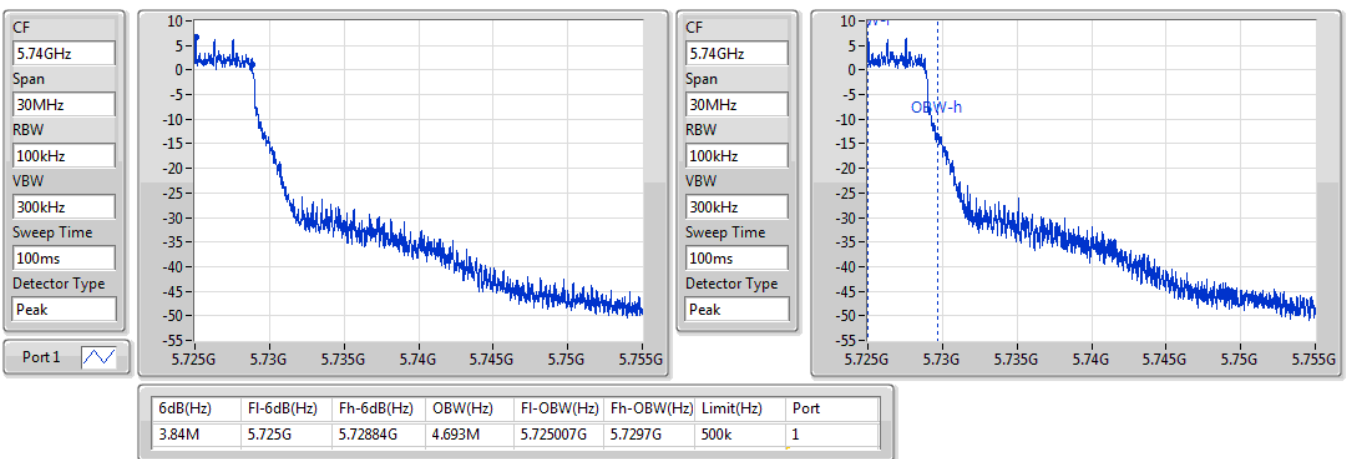 CF
5.74GHz
Span
30MHz
RBW
100kHz
VBW
300kHz
Sweep Time
100ms
Detector Type
Peak
Port 1
10
5
0
-5
-10
-15
-20
-25
-30
-35
-40
-45
-50
-55
5.725G 5.73G 5.735G 5.74G 5.745G 5.75G 5.755G
CF
5.74GHz
Span
30MHz
RBW
100kHz
VBW
300kHz
Sweep Time
100ms
Detector Type
Peak
10
5
0
-5
-10
-15
-20
-25
-30
-35
-40
-45
-50
-55
OBW-h
5.725G 5.73G 5.735G 5.74G 5.745G 5.75G 5.755G
6dB(Hz) Fl-6dB(Hz) Fh-6dB(Hz) OBW(Hz) Fl-OBW(Hz) Fh-OBW(Hz) Limit(Hz) Port
3.84M 5.725G 5.72884G 4.693M 5.725007G 5.7297G 500k 1